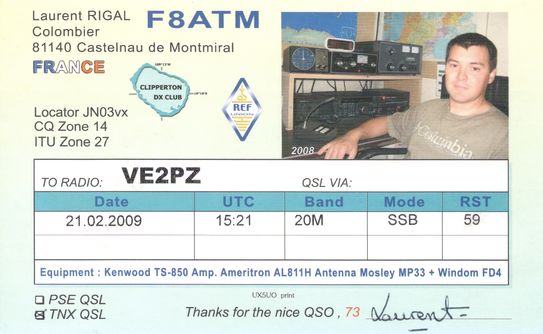 Laurent RIGAL F8ATM
Colombier
81140 Castelnau de Montmiral
FRANCE
CLIPPERTON
DX CLUB
REF
UNION
Locator JN03vx
CQ Zone 14
ITU Zone 27
Columbia
2008
TO RADIO: VE2PZ QSL VIA:
Date UTC Band Mode RST
21.02.2009 15:21 20M SSB 59
Equipment : Kenwood TS-850 Amp. Ameritron AL811H Antenna Mosley MP33 + Windom FD4
UX5UO print
PSE QSL
TNX QSL Thanks for the nice QSO , 73 Laurent